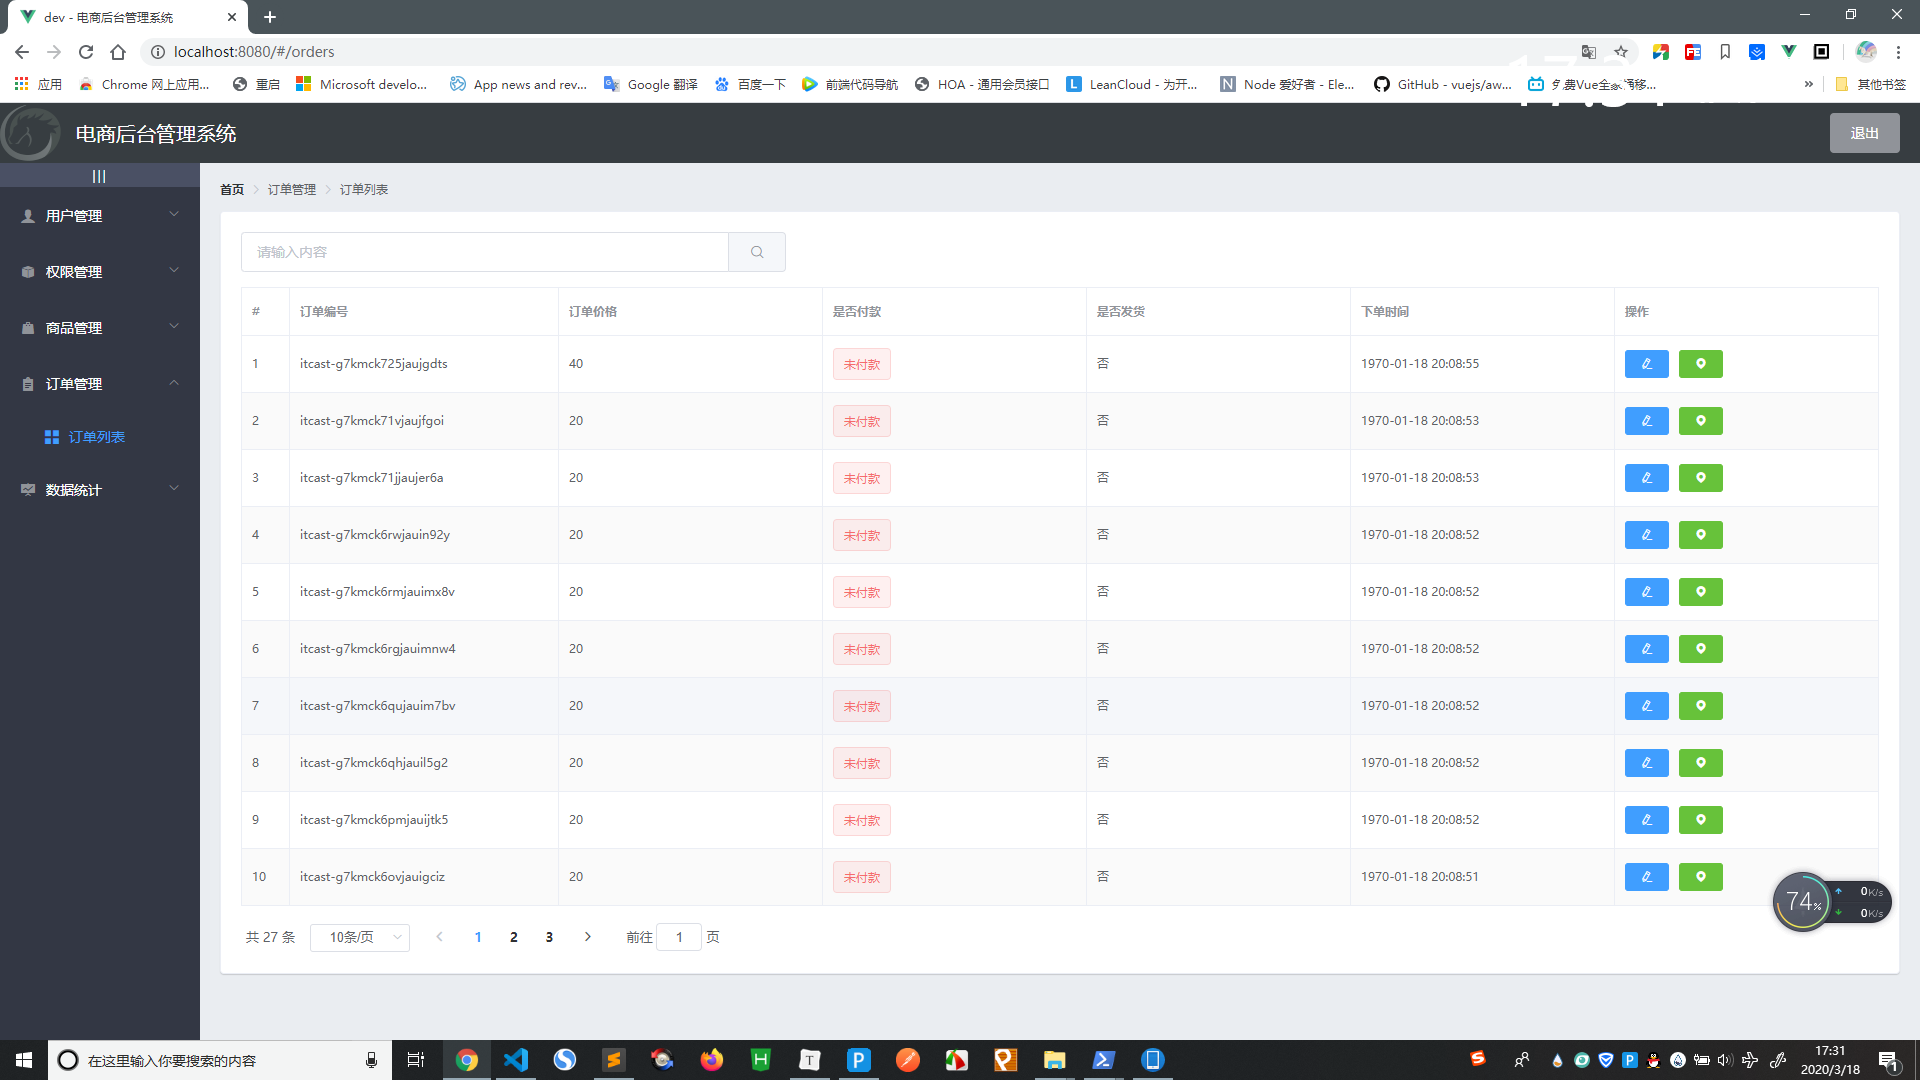 dev - 电商后台管理系统
localhost:8080/#/orders
应用 Chrome 网上应用... 重启 Microsoft develo... App news and rev... Google 翻译 百度一下 前端代码导航 HOA - 通用会员接口 LeanCloud - 为开... Node 爱好者 - Ele... GitHub - vuejs/aw... 其他书签
电商后台管理系统 退出
|||
首页 订单管理 订单列表
用户管理
权限管理
商品管理
订单管理
订单列表
数据统计
请输入内容
# 订单编号 订单价格 是否付款 是否发货 下单时间 操作
1 itcast-g7kmck725jaujgdts 40 未付款 否 1970-01-18 20:08:55
2 itcast-g7kmck71vjaujfgoi 20 未付款 否 1970-01-18 20:08:53
3 itcast-g7kmck71jjaujer6a 20 未付款 否 1970-01-18 20:08:53
4 itcast-g7kmck6rwjauin92y 20 未付款 否 1970-01-18 20:08:52
5 itcast-g7kmck6rmjauimx8v 20 未付款 否 1970-01-18 20:08:52
6 itcast-g7kmck6rgjauimnw4 20 未付款 否 1970-01-18 20:08:52
7 itcast-g7kmck6qujauim7bv 20 未付款 否 1970-01-18 20:08:52
8 itcast-g7kmck6qhjauil5g2 20 未付款 否 1970-01-18 20:08:52
9 itcast-g7kmck6pmjauijtk5 20 未付款 否 1970-01-18 20:08:52
10 itcast-g7kmck6ovjauigciz 20 未付款 否 1970-01-18 20:08:51
共 27 条 10条/页 1 2 3 前往 1 页
74% 0K/s
0K/s
在这里输入你要搜索的内容
17:31
2020/3/18
1